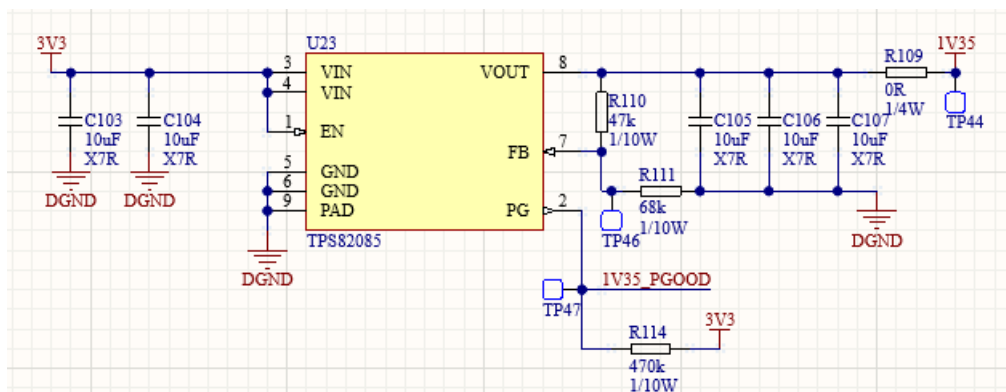 3V3
C103
10uF
X7R
DGND
C104
10uF
X7R
DGND
U23
3
VIN
4
VIN
1
EN
5
GND
6
GND
9
PAD
VOUT
8
FB
7
PG
2
TPS82085
DGND
R110
47k
1/10W
R111
68k
1/10W
TP46
C105
10uF
X7R
C106
10uF
X7R
C107
10uF
X7R
DGND
R109
0R
1/4W
1V35
TP44
TP47
1V35_PGOOD
R114
470k
1/10W
3V3